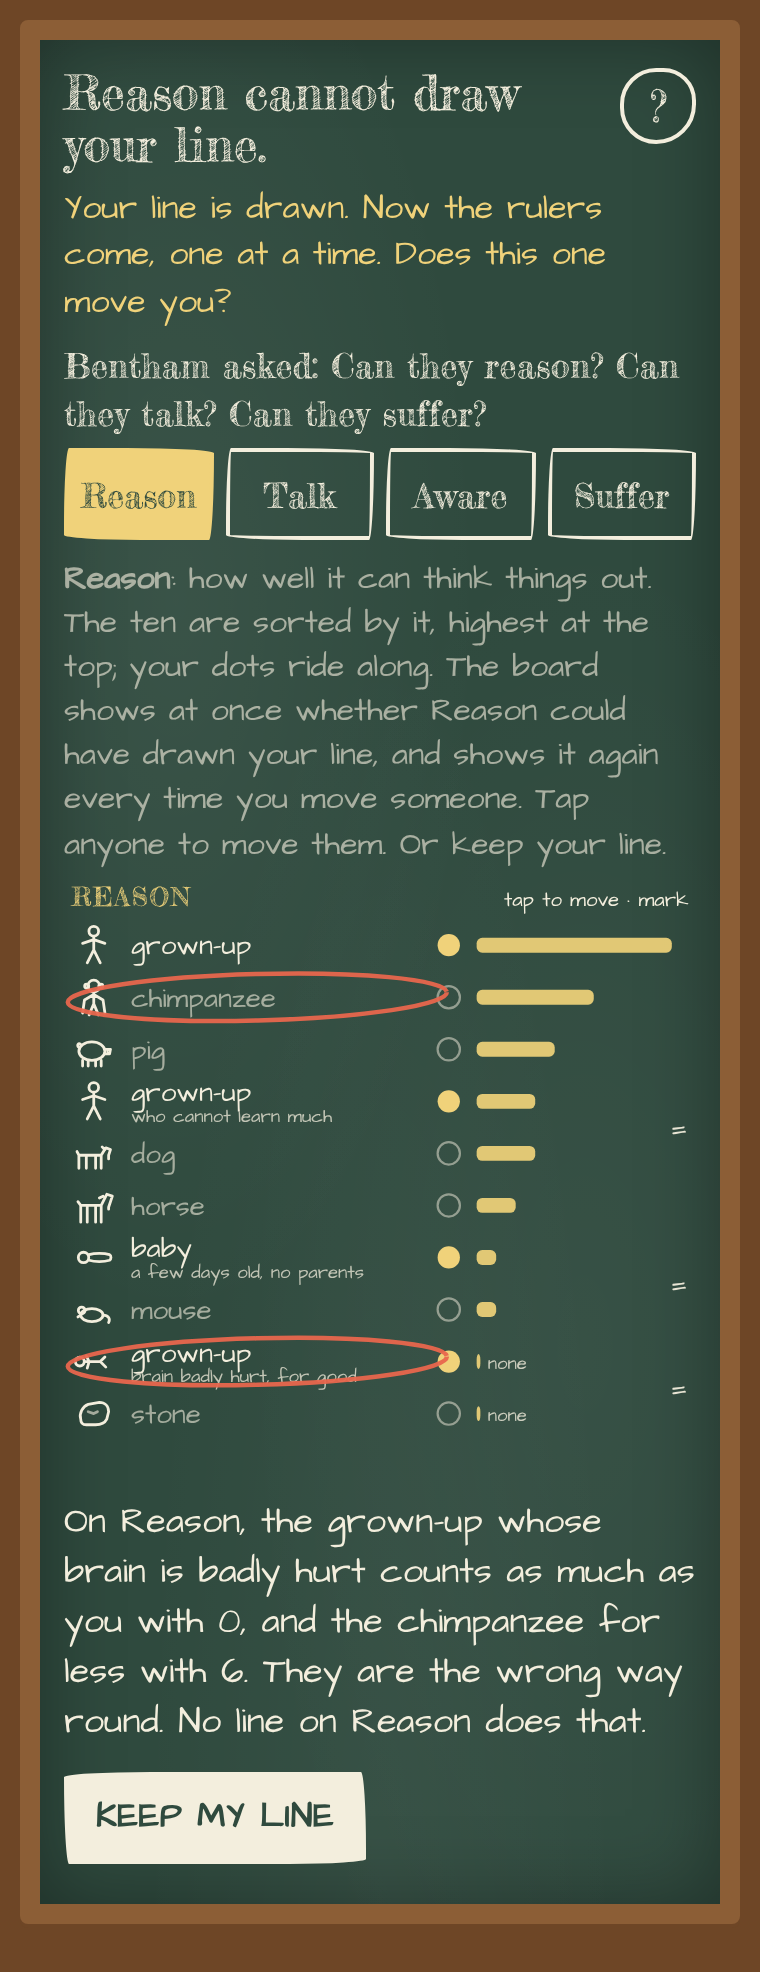 Reason cannot draw
your line.
?
Your line is drawn. Now the rulers
come, one at a time. Does this one
move you?
Bentham asked: Can they reason? Can
they talk? Can they suffer?
Reason
Talk
Aware
Suffer
Reason: how well it can think things out.
The ten are sorted by it, highest at the
top; your dots ride along. The board
shows at once whether Reason could
have drawn your line, and shows it again
every time you move someone. Tap
anyone to move them. Or keep your line.
REASON
tap to move · mark
grown-up
chimpanzee
pig
grown-up
who cannot learn much
=
dog
horse
baby
a few days old, no parents
=
mouse
grown-up
brain badly hurt, for good
none
=
stone
none
On Reason, the grown-up whose
brain is badly hurt counts as much as
you with 0, and the chimpanzee for
less with 6. They are the wrong way
round. No line on Reason does that.
KEEP MY LINE